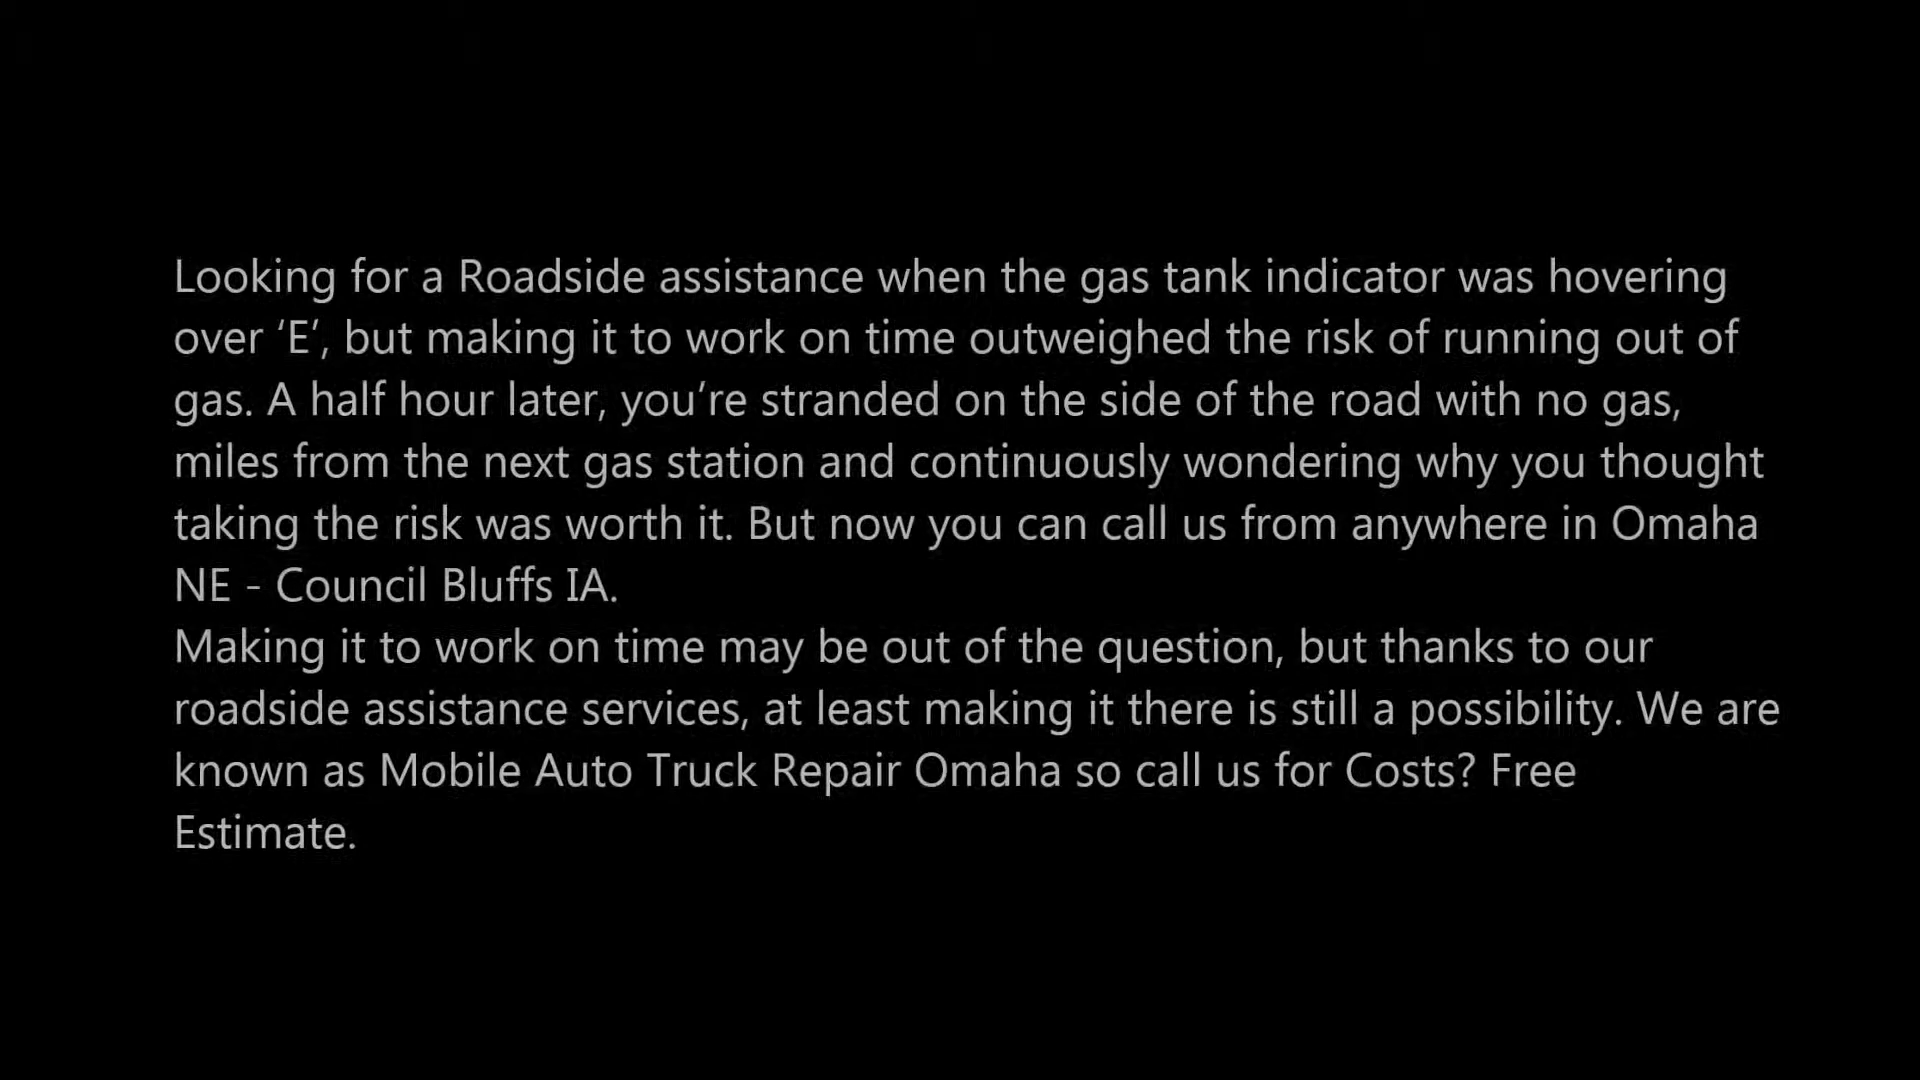 Looking for a Roadside assistance when the gas tank indicator was hovering
over ‘E’, but making it to work on time outweighed the risk of running out of
gas. A half hour later, you’re stranded on the side of the road with no gas,
miles from the next gas station and continuously wondering why you thought
taking the risk was worth it. But now you can call us from anywhere in Omaha
NE - Council Bluffs IA.
Making it to work on time may be out of the question, but thanks to our
roadside assistance services, at least making it there is still a possibility. We are
known as Mobile Auto Truck Repair Omaha so call us for Costs? Free
Estimate.